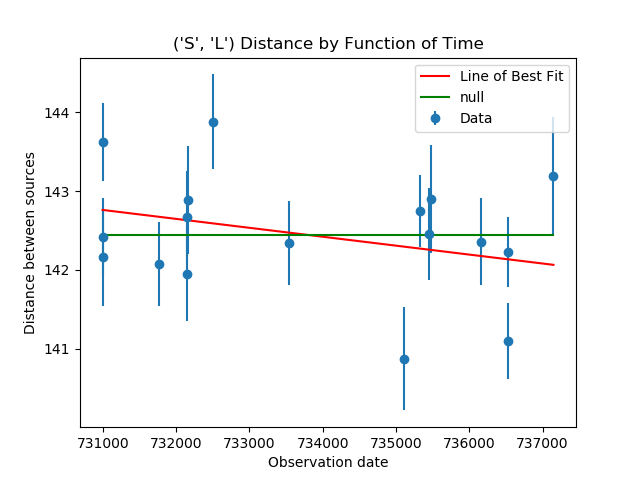 ('S', 'L') Distance by Function of Time
Line of Best Fit
null
Data
Distance between sources
144
143
142
141
731000 732000 733000 734000 735000 736000 737000
Observation date